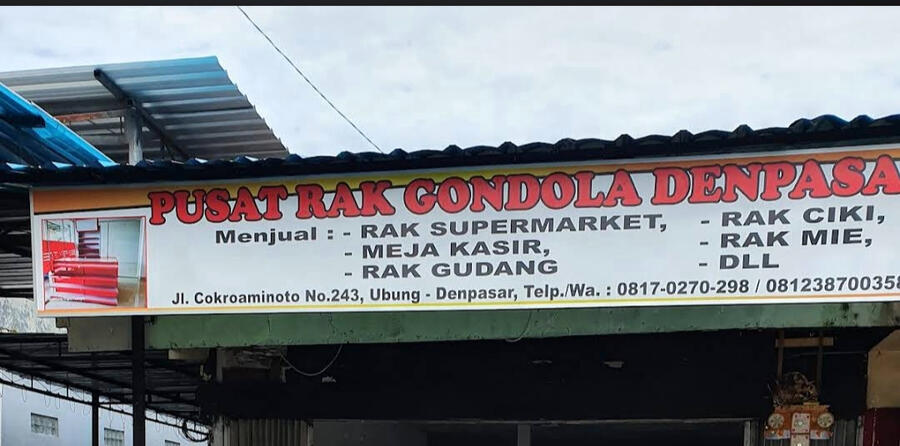 PUSAT RAK GONDOLA DENPASA
Menjual : - RAK SUPERMARKET, - RAK CIKI,
- MEJA KASIR, - RAK MIE,
- RAK GUDANG - DLL
Jl. Cokroaminoto No.243, Ubung - Denpasar, Telp./Wa. : 0817-0270-298 / 081238700358